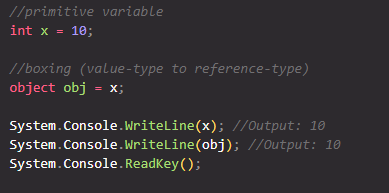 //primitive variable
int x = 10;
//boxing (value-type to reference-type)
object obj = x;
System.Console.WriteLine(x); //Output: 10
System.Console.WriteLine(obj); //Output: 10
System.Console.ReadKey();